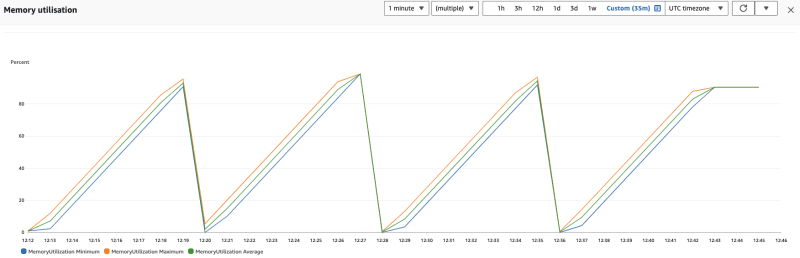 Memory utilisation
1 minute (multiple) 1h 3h 12h 1d 3d 1w Custom (35m) UTC timezone
Percent
80
60
40
20
0
12:12 12:13 12:14 12:15 12:16 12:17 12:18 12:19 12:20 12:21 12:22 12:23 12:24 12:25 12:26 12:27 12:28 12:29 12:30 12:31 12:32 12:33 12:34 12:35 12:36 12:37 12:38 12:39 12:40 12:41 12:42 12:43 12:44 12:45 12:46
MemoryUtilization Minimum MemoryUtilization Maximum MemoryUtilization Average